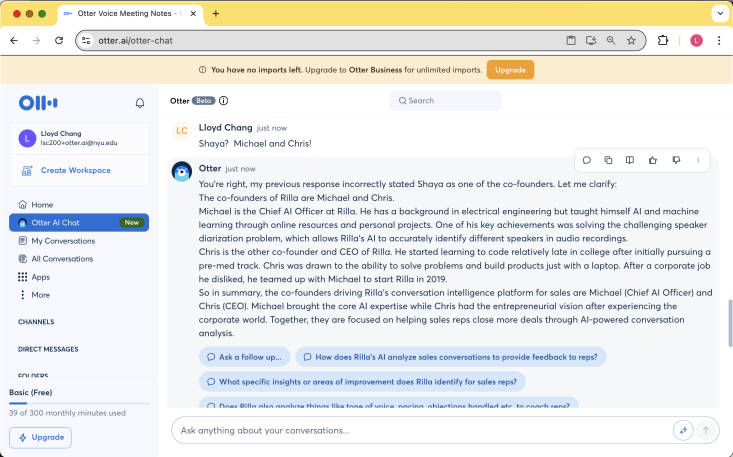 Otter Voice Meeting Notes -
otter.ai/otter-chat
L
You have no imports left. Upgrade to Otter Business for unlimited imports. Upgrade
Otter Beta
Search
L
Lloyd Chang
lsc200+otter.ai@nyu.edu
Create Workspace
Home
Otter AI Chat New
My Conversations
All Conversations
Apps
More
CHANNELS
DIRECT MESSAGES
FOLDERS
Basic (Free)
39 of 300 monthly minutes used
Upgrade
LC
Lloyd Chang just now
Shaya? Michael and Chris!
Otter just now
You're right, my previous response incorrectly stated Shaya as one of the co-founders. Let me clarify:
The co-founders of Rilla are Michael and Chris.
Michael is the Chief AI Officer at Rilla. He has a background in electrical engineering but taught himself AI and machine
learning through online resources and personal projects. One of his key achievements was solving the challenging speaker
diarization problem, which allows Rilla's AI to accurately identify different speakers in audio recordings.
Chris is the other co-founder and CEO of Rilla. He started learning to code relatively late in college after initially pursuing a
pre-med track. Chris was drawn to the ability to solve problems and build products just with a laptop. After a corporate job
he disliked, he teamed up with Michael to start Rilla in 2019.
So in summary, the co-founders driving Rilla's conversation intelligence platform for sales are Michael (Chief AI Officer) and
Chris (CEO). Michael brought the core AI expertise while Chris had the entrepreneurial vision after experiencing the
corporate world. Together, they are focused on helping sales reps close more deals through AI-powered conversation
analysis.
Ask a follow up...
How does Rilla's AI analyze sales conversations to provide feedback to reps?
What specific insights or areas of improvement does Rilla identify for sales reps?
Does Rilla also analyze things like tone of voice, pacing, objections handled etc. to coach reps?
Ask anything about your conversations...